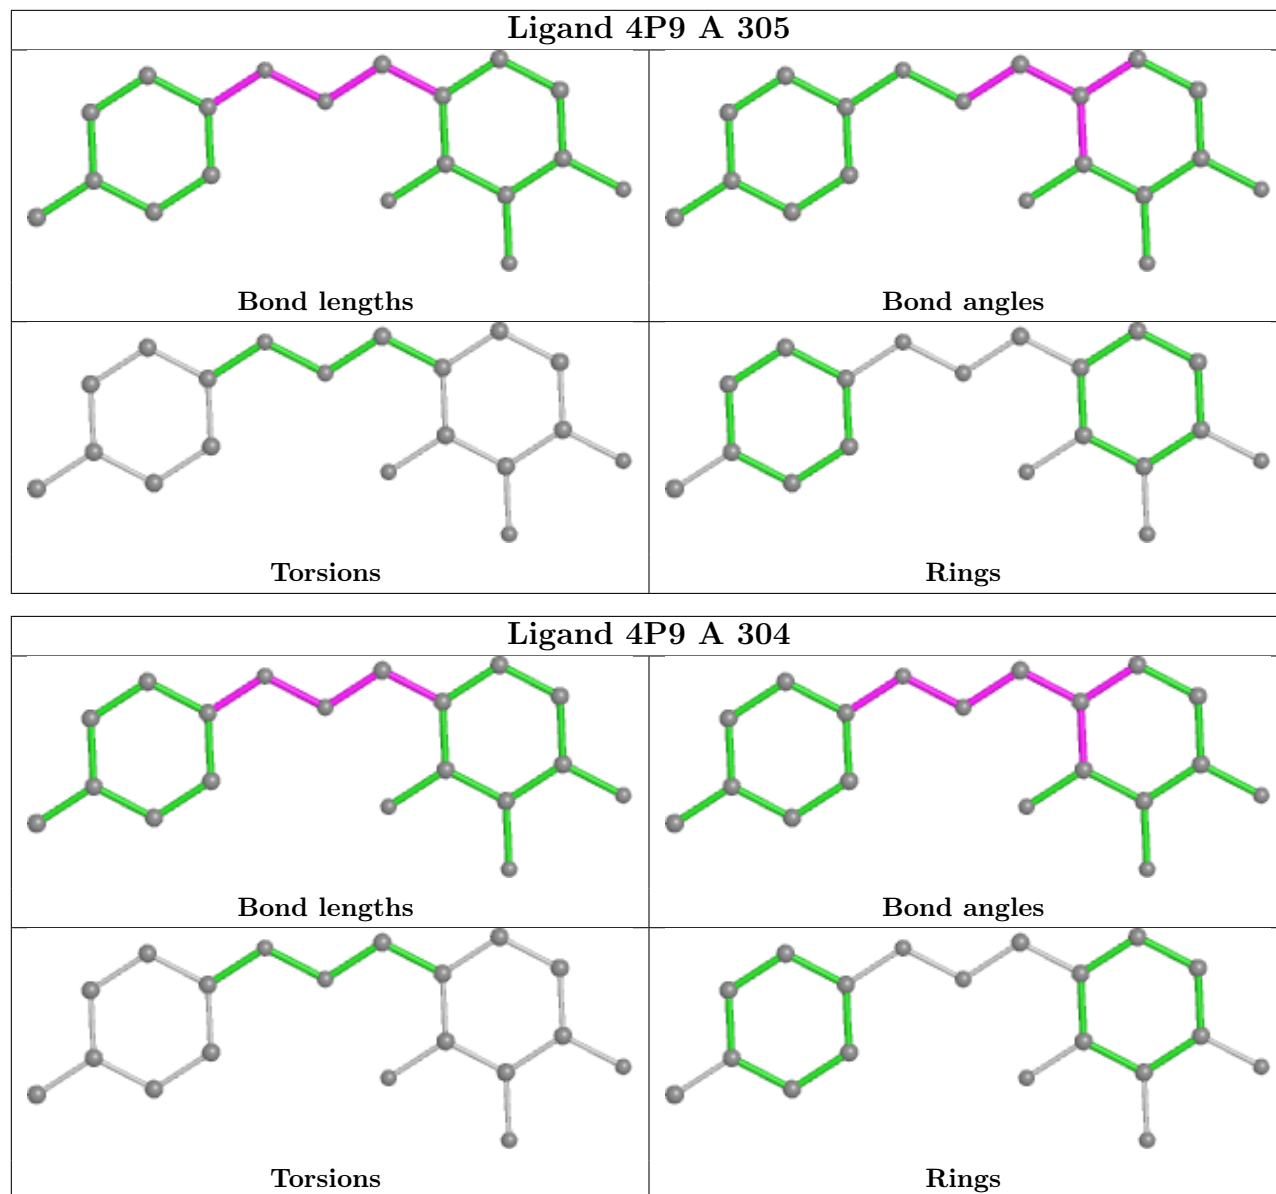 Ligand 4P9 A 305
Bond lengths
Bond angles
Torsions
Rings
Ligand 4P9 A 304
Bond lengths
Bond angles
Torsions
Rings